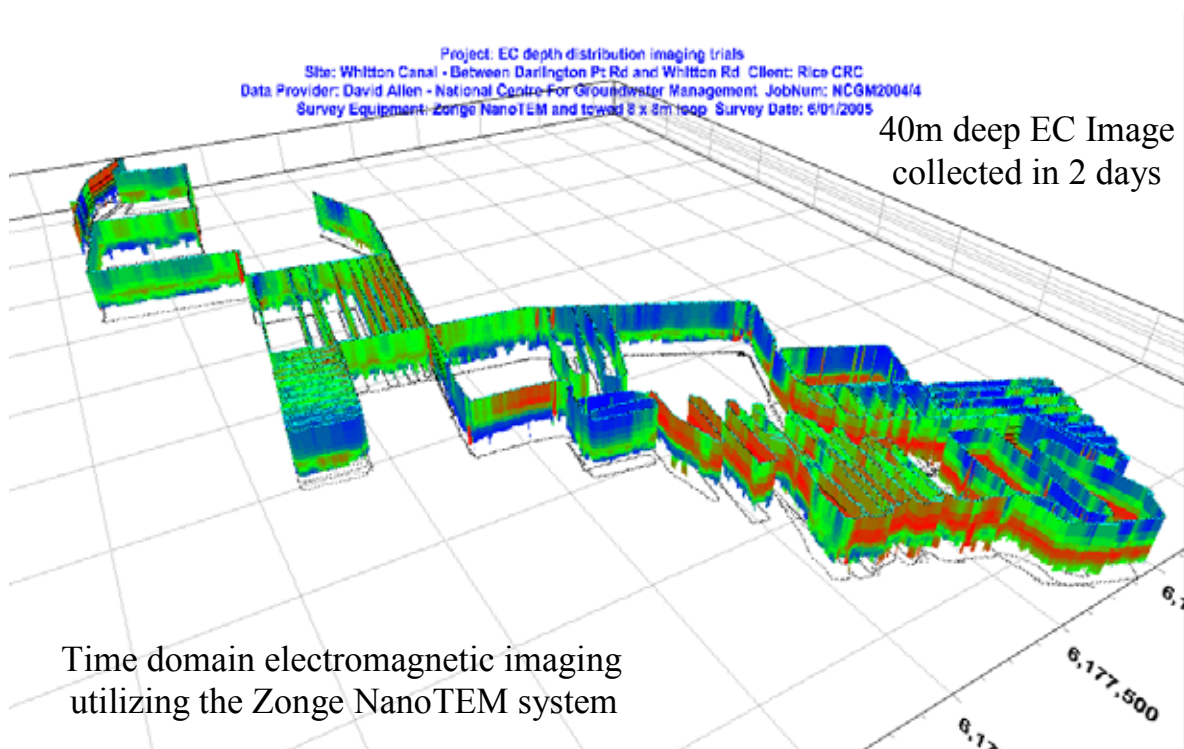 Project: EC depth distribution imaging trials
Site: Whitton Canal - Between Darlington Pt Rd and Whitton Rd Client: Rice CRC
Data Provider: David Allen - National Centre For Groundwater Management JobNum: NCGM2004/4
Survey Equipment: Zonge NanoTEM and towed 8 x 8m loop Survey Date: 6/01/2005
40m deep EC Image
collected in 2 days
Time domain electromagnetic imaging
utilizing the Zonge NanoTEM system
6,177,500